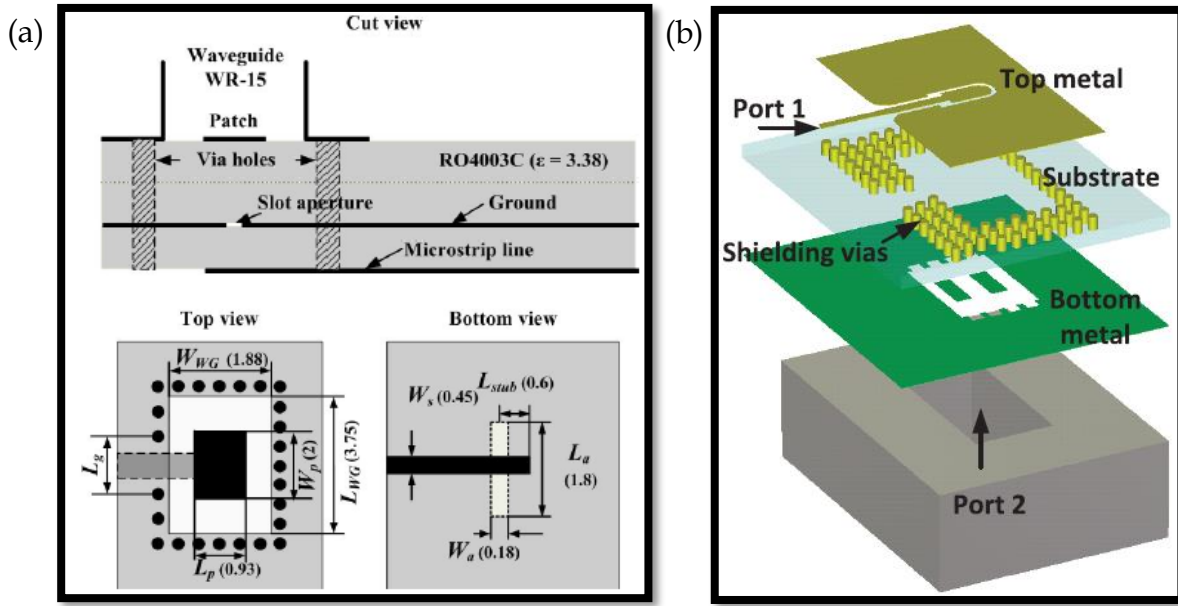 (a)
Cut view
Waveguide
WR-15
Patch
Via holes
RO4003C (ε = 3.38)
Slot aperture
Ground
Microstrip line
Top view
W_WG (1.88)
L_g
W_p (2)
L_WG (3.75)
L_p (0.93)
Bottom view
L_stub (0.6)
W_s (0.45)
L_a
(1.8)
W_a (0.18)
(b)
Top metal
Port 1
Substrate
Shielding vias
Bottom
metal
Port 2